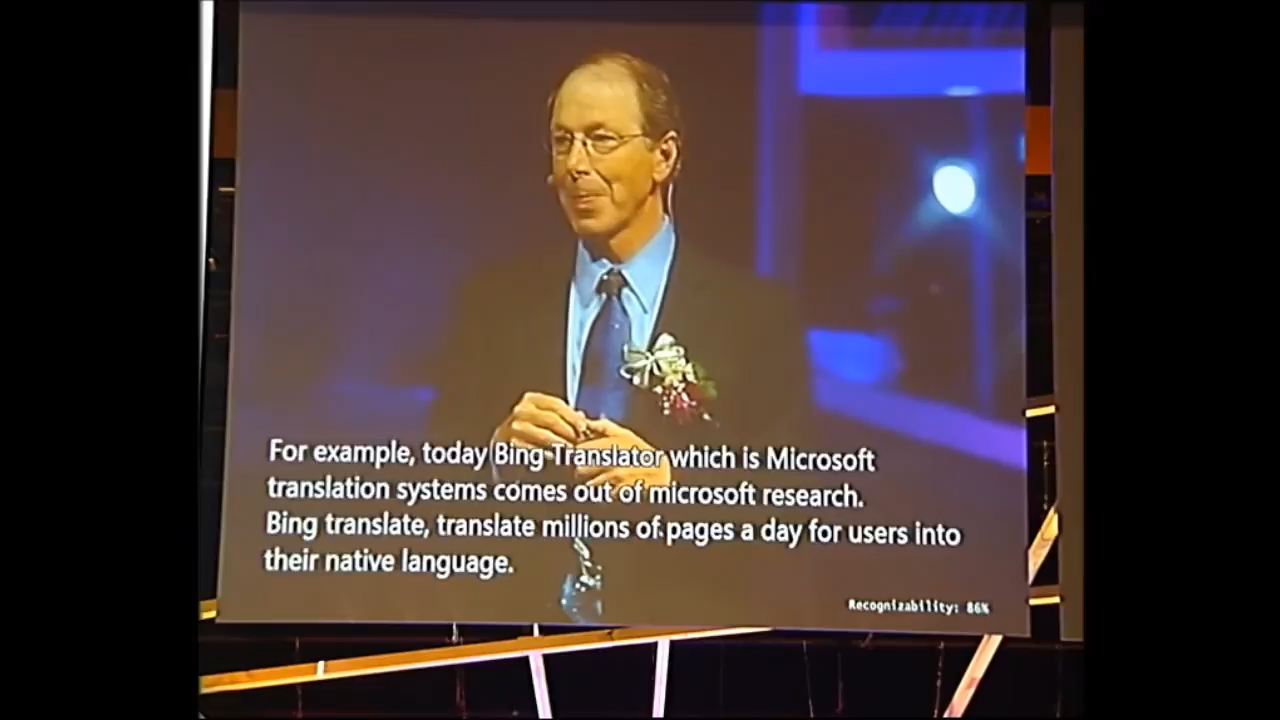 For example, today Bing Translator which is Microsoft
translation systems comes out of microsoft research.
Bing translate, translate millions of pages a day for users into
their native language.
Recognizability: 86%